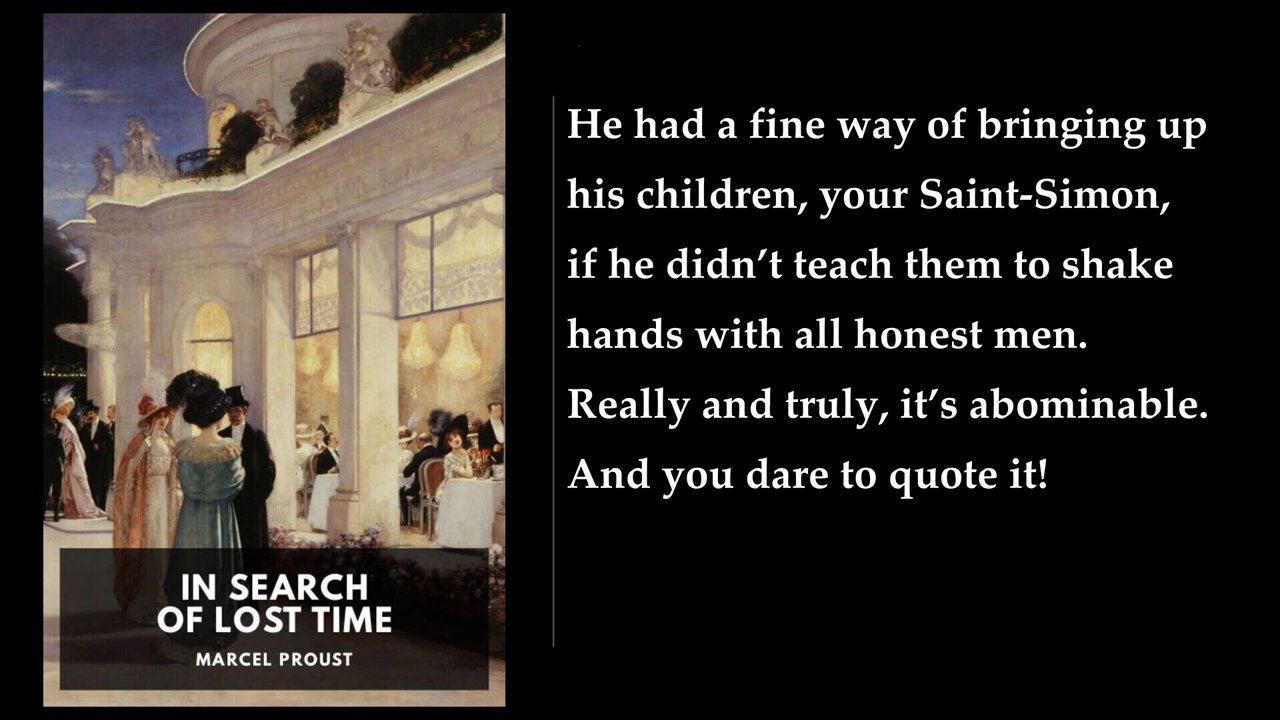 IN SEARCH
OF LOST TIME
MARCEL PROUST
He had a fine way of bringing up
his children, your Saint-Simon,
if he didn’t teach them to shake
hands with all honest men.
Really and truly, it’s abominable.
And you dare to quote it!